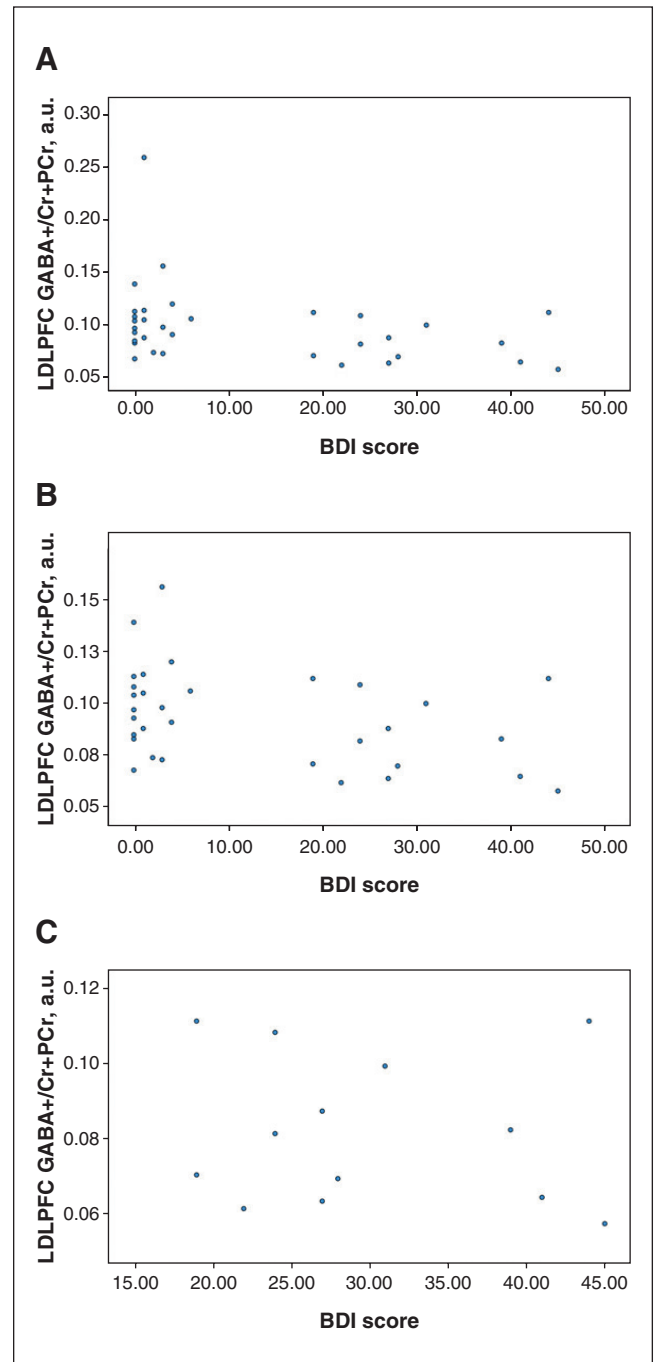 A
LDLPFC GABA+/Cr+PCr, a.u.
0.30
0.25
0.20
0.15
0.10
0.05
0.00 10.00 20.00 30.00 40.00 50.00
BDI score
B
LDLPFC GABA+/Cr+PCr, a.u.
0.15
0.13
0.10
0.08
0.05
0.00 10.00 20.00 30.00 40.00 50.00
BDI score
C
LDLPFC GABA+/Cr+PCr, a.u.
0.12
0.10
0.08
0.06
15.00 20.00 25.00 30.00 35.00 40.00 45.00
BDI score